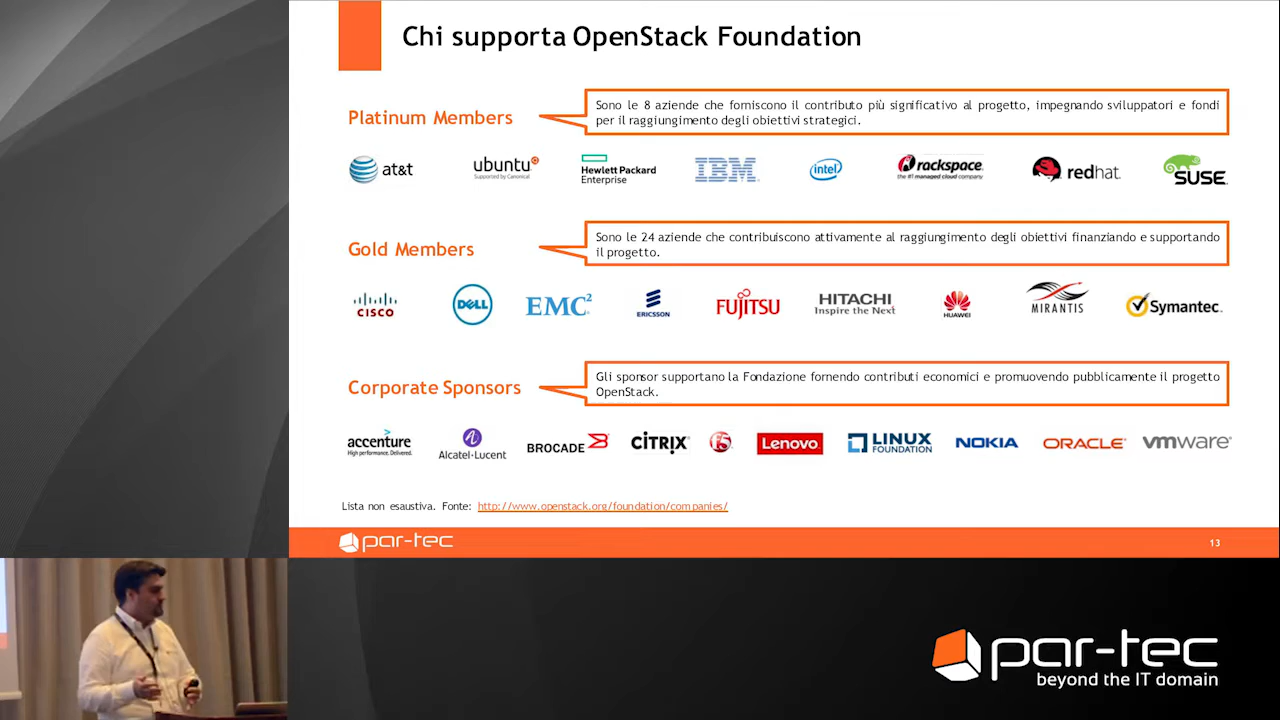 Chi supporta OpenStack Foundation
Platinum Members
Sono le 8 aziende che forniscono il contributo più significativo al progetto, impegnando sviluppatori e fondi
per il raggiungimento degli obiettivi strategici.
at&t
ubuntu
Supported by Canonical
Hewlett Packard
Enterprise
IBM
intel
rackspace
the #1 managed cloud company
redhat
SUSE
Gold Members
Sono le 24 aziende che contribuiscono attivamente al raggiungimento degli obiettivi finanziando e supportando
il progetto.
CISCO
DELL
EMC²
ERICSSON
FUJITSU
HITACHI
Inspire the Next
HUAWEI
MIRANTIS
Symantec.
Corporate Sponsors
Gli sponsor supportano la Fondazione fornendo contributi economici e promuovendo pubblicamente il progetto
OpenStack.
accenture
High performance. Delivered.
Alcatel·Lucent
BROCADE
CITRIX
f5
Lenovo
LINUX
FOUNDATION
NOKIA
ORACLE
vmware
Lista non esaustiva. Fonte: http://www.openstack.org/foundation/companies/
par-tec
13
par-tec
beyond the IT domain